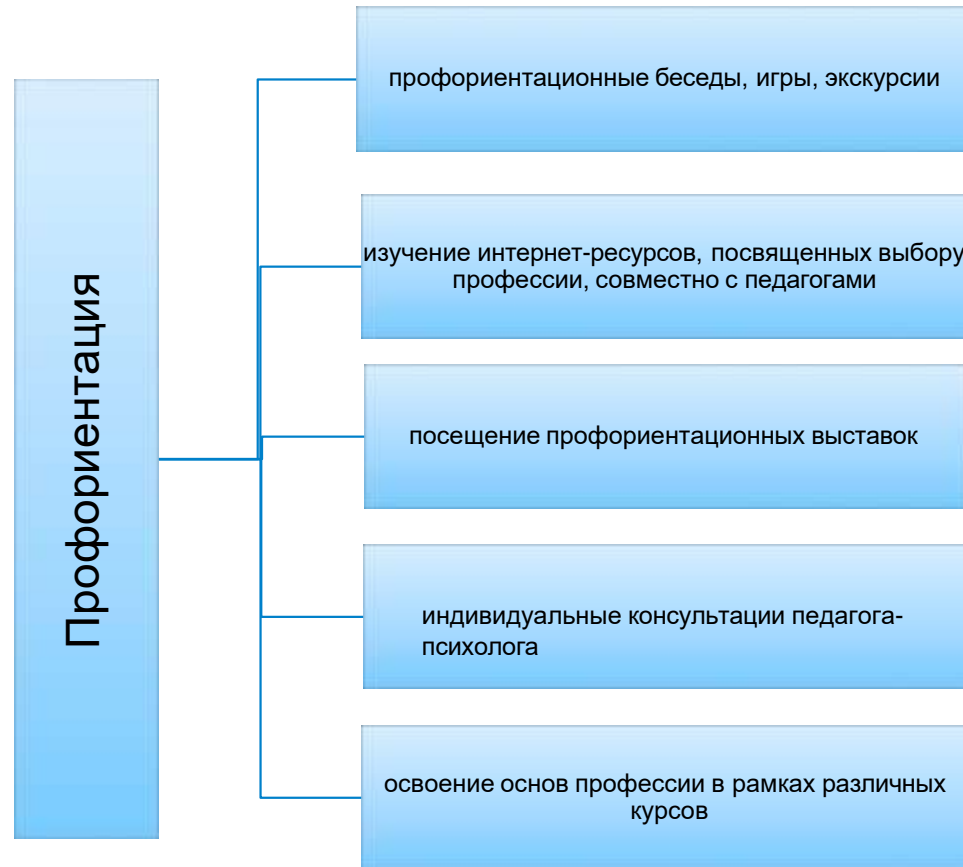 Профориентация
профориентационные беседы, игры, экскурсии
изучение интернет-ресурсов, посвященных выбору
профессии, совместно с педагогами
посещение профориентационных выставок
индивидуальные консультации педагога-
психолога
освоение основ профессии в рамках различных
курсов